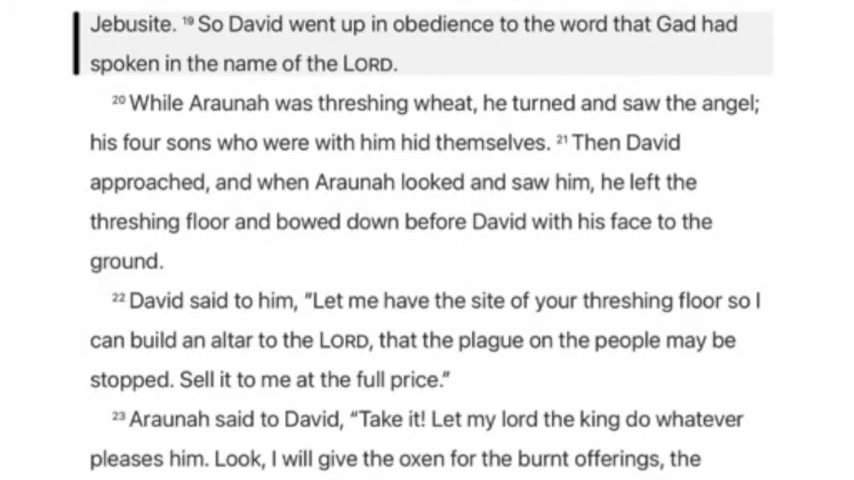 Jebusite. ¹⁹ So David went up in obedience to the word that Gad had
spoken in the name of the LORD.
²⁰ While Araunah was threshing wheat, he turned and saw the angel;
his four sons who were with him hid themselves. ²¹ Then David
approached, and when Araunah looked and saw him, he left the
threshing floor and bowed down before David with his face to the
ground.
²² David said to him, “Let me have the site of your threshing floor so I
can build an altar to the LORD, that the plague on the people may be
stopped. Sell it to me at the full price.”
²³ Araunah said to David, “Take it! Let my lord the king do whatever
pleases him. Look, I will give the oxen for the burnt offerings, the